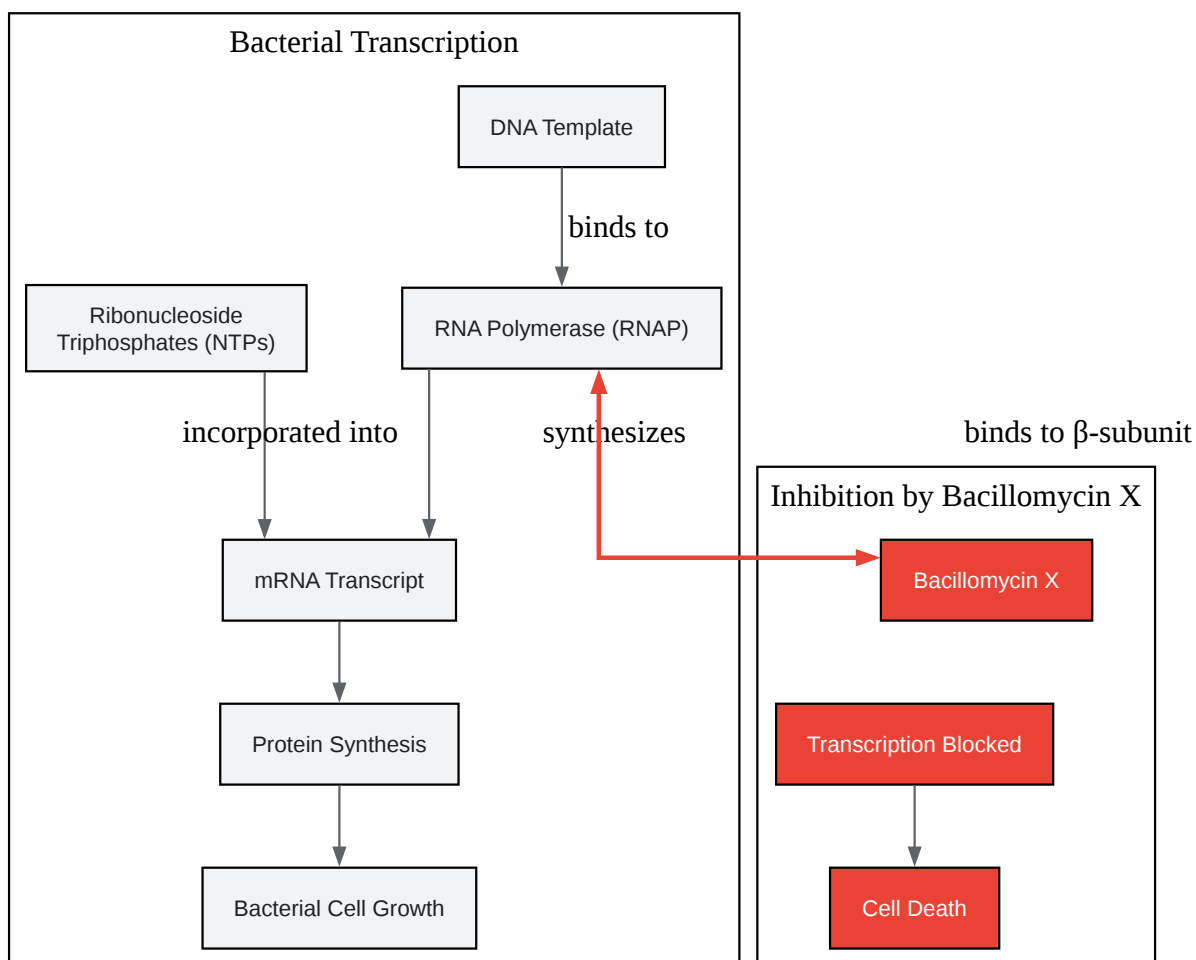 Bacterial Transcription
DNA Template
binds to
Ribonucleoside
Triphosphates (NTPs)
RNA Polymerase (RNAP)
incorporated into
synthesizes
binds to β-subunit
Inhibition by Bacillomycin X
mRNA Transcript
Bacillomycin X
Protein Synthesis
Transcription Blocked
Bacterial Cell Growth
Cell Death